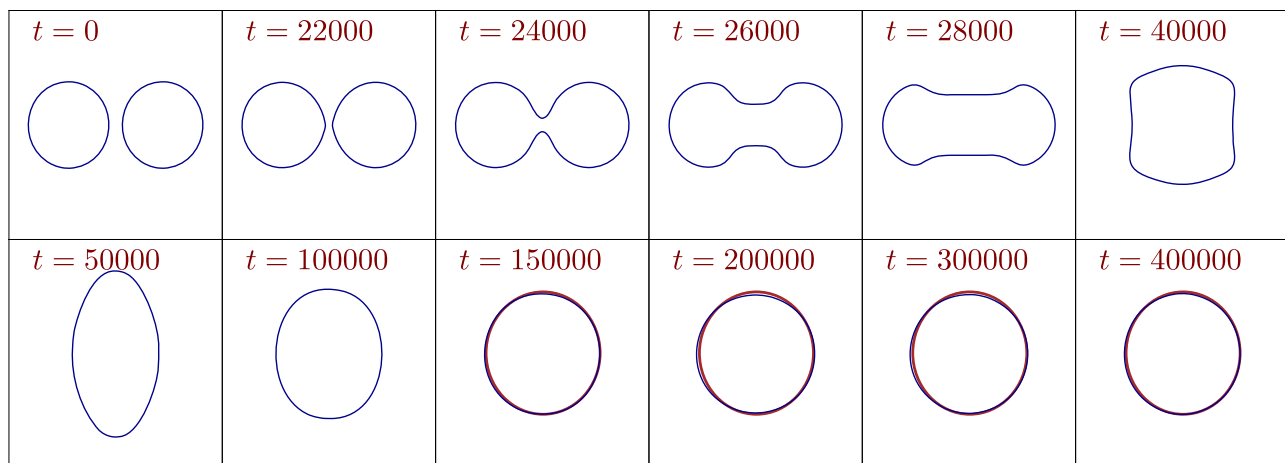 t = 0
t = 22000
t = 24000
t = 26000
t = 28000
t = 40000
t = 50000
t = 100000
t = 150000
t = 200000
t = 300000
t = 400000